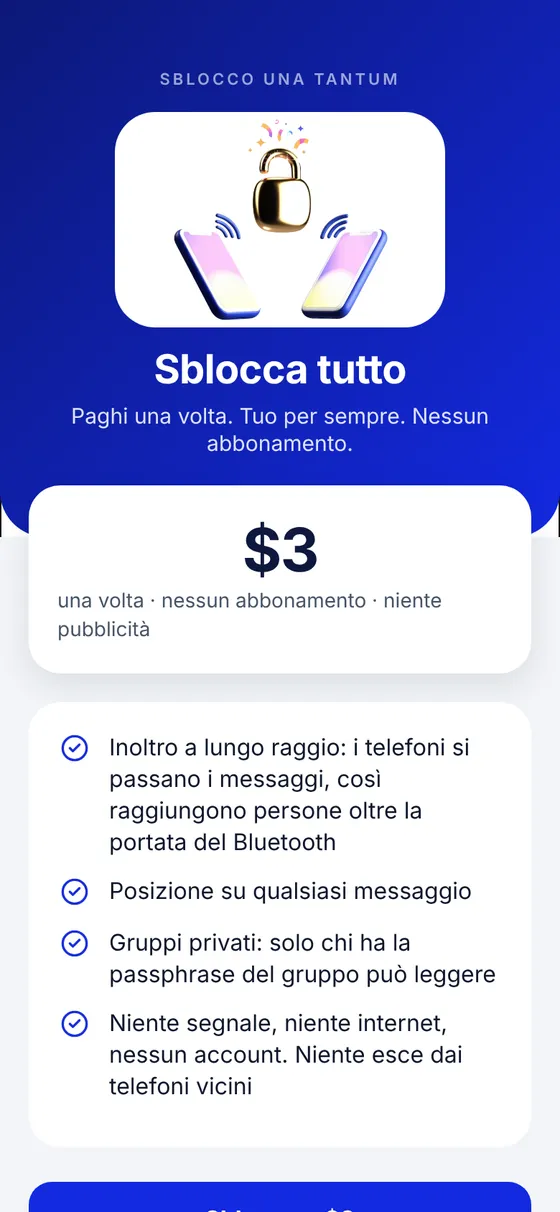 SBLOCCO UNA TANTUM
Sblocca tutto
Paghi una volta. Tuo per sempre. Nessun
abbonamento.
$3
una volta · nessun abbonamento · niente
pubblicità
Inoltro a lungo raggio: i telefoni si
passano i messaggi, così
raggiungono persone oltre la
portata del Bluetooth
Posizione su qualsiasi messaggio
Gruppi privati: solo chi ha la
passphrase del gruppo può leggere
Niente segnale, niente internet,
nessun account. Niente esce dai
telefoni vicini